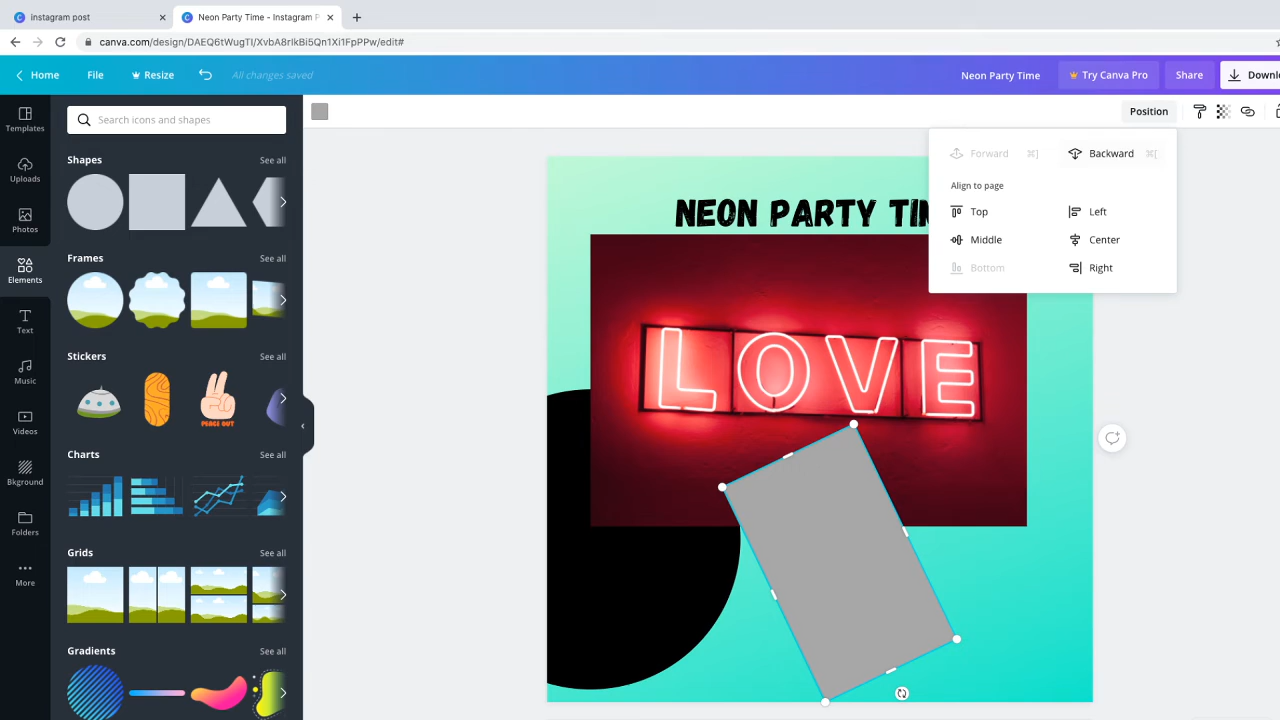 instagram post
Neon Party Time - Instagram P
canva.com/design/DAEQ6tWugTI/XvbA8rIkBi5Qn1Xi1FpPPw/edit#
Home
File
Resize
All changes saved
Neon Party Time
Try Canva Pro
Share
Downlo
Templates
Uploads
Photos
Elements
Text
Music
Videos
Bkground
Folders
More
Search icons and shapes
Shapes
See all
Frames
See all
Stickers
See all
PEACE OUT
Charts
See all
Grids
See all
Gradients
See all
Position
Forward ⌘]
Backward ⌘[
Align to page
Top
Left
Middle
Center
Bottom
Right
NEON PARTY TIM
LOVE